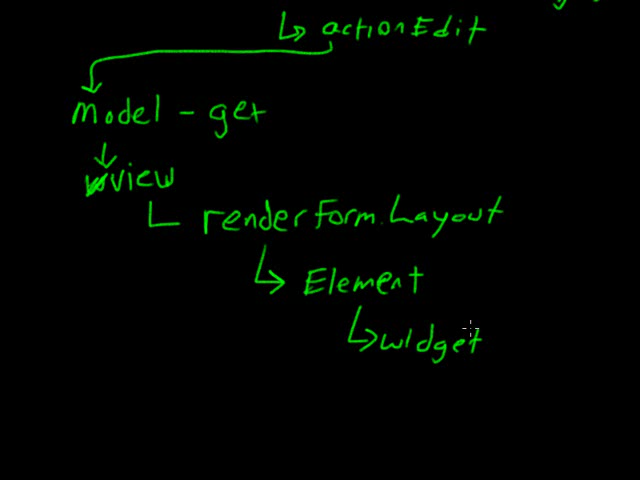 ↳ actionEdit
Model - get
↓
view
└ renderForm.Layout
↳ Element
↳ widget